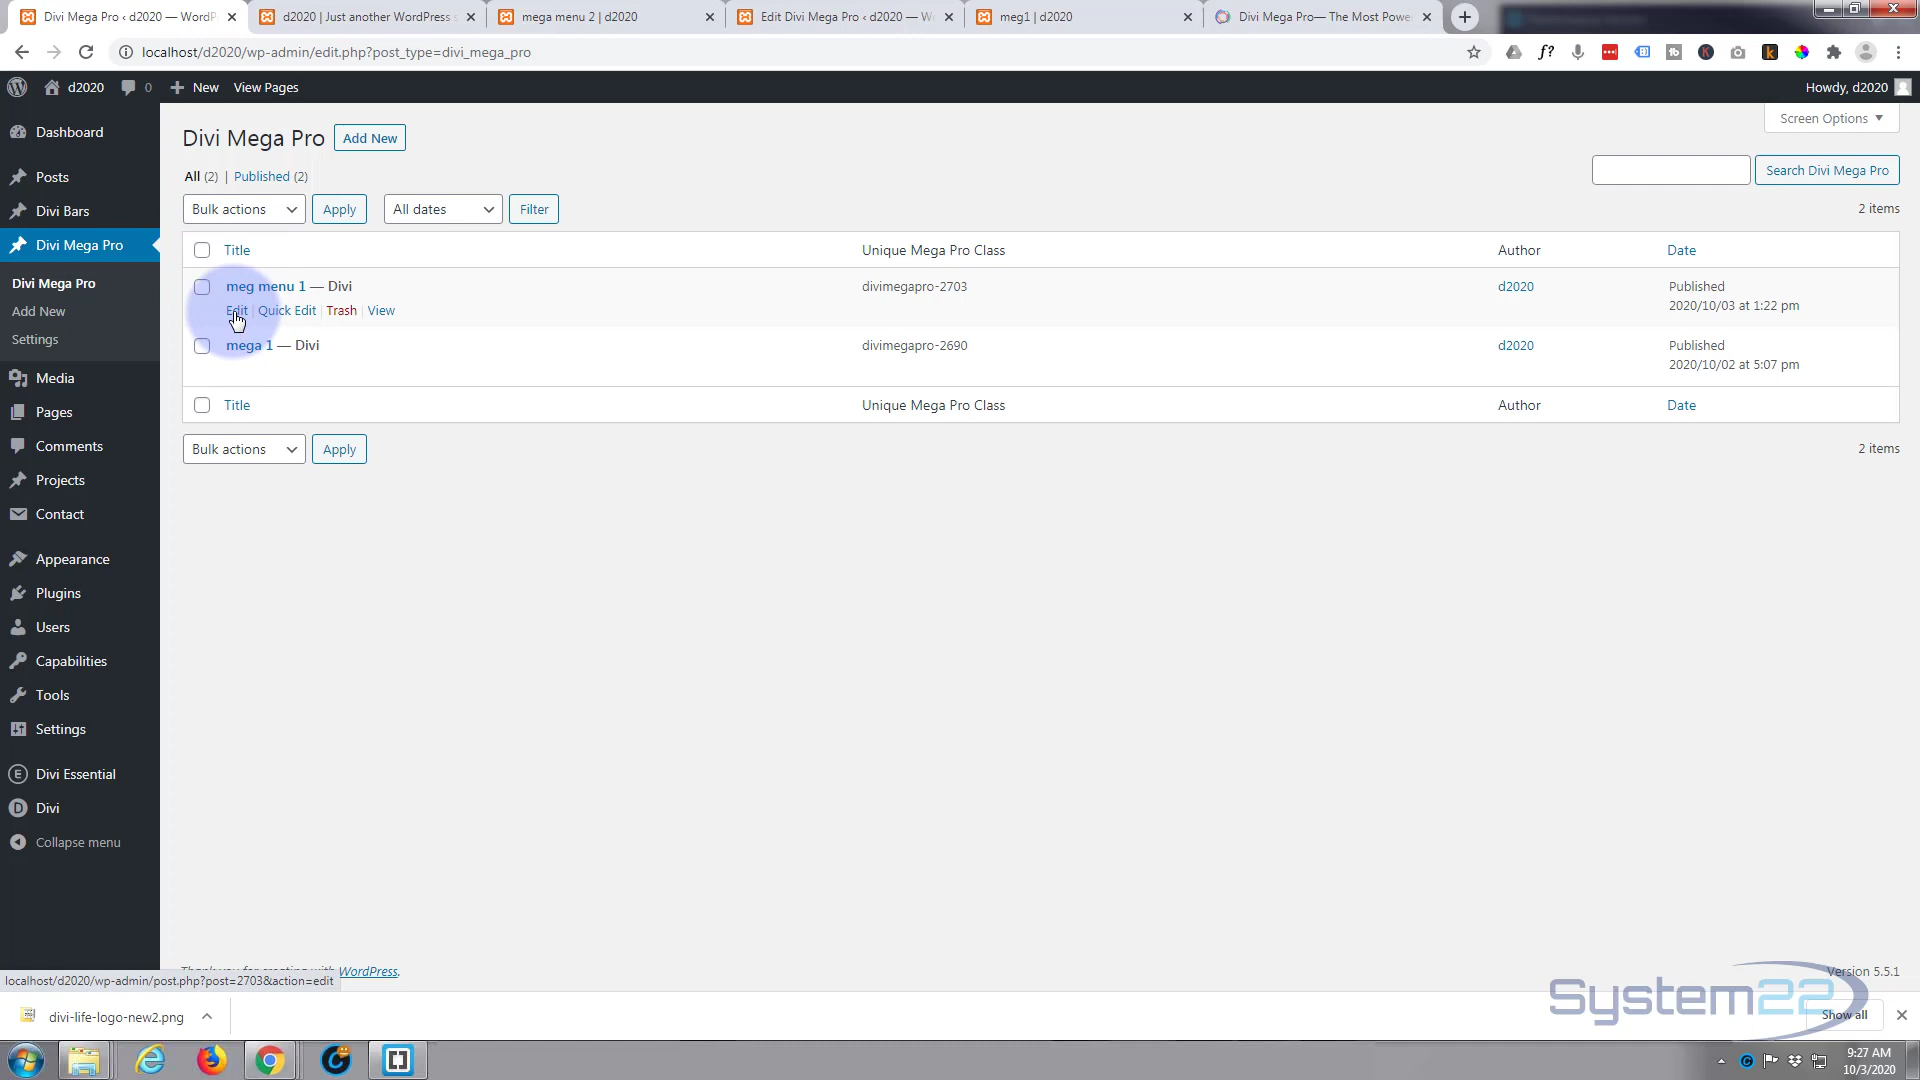 Divi Mega Pro ‹ d2020 — WordP
d2020 | Just another WordPress s
mega menu 2 | d2020
Edit Divi Mega Pro ‹ d2020 — Wo
meg1 | d2020
Divi Mega Pro— The Most Powe
localhost/d2020/wp-admin/edit.php?post_type=divi_mega_pro
d2020
0
New
View Pages
Howdy, d2020
Dashboard
Posts
Divi Bars
Divi Mega Pro
Divi Mega Pro
Add New
Settings
Media
Pages
Comments
Projects
Contact
Appearance
Plugins
Users
Capabilities
Tools
Settings
Divi Essential
Divi
Collapse menu
Screen Options
Divi Mega Pro
Add New
All (2) | Published (2)
Search Divi Mega Pro
Bulk actions
Apply
All dates
Filter
2 items
Title
Unique Mega Pro Class
Author
Date
meg menu 1 — Divi
Edit | Quick Edit | Trash | View
divimegapro-2703
d2020
Published
2020/10/03 at 1:22 pm
mega 1 — Divi
divimegapro-2690
d2020
Published
2020/10/02 at 5:07 pm
Title
Unique Mega Pro Class
Author
Date
Bulk actions
Apply
2 items
Thank you for creating with WordPress.
Version 5.5.1
localhost/d2020/wp-admin/post.php?post=2703&action=edit
divi-life-logo-new2.png
System22
Show all
9:27 AM
10/3/2020